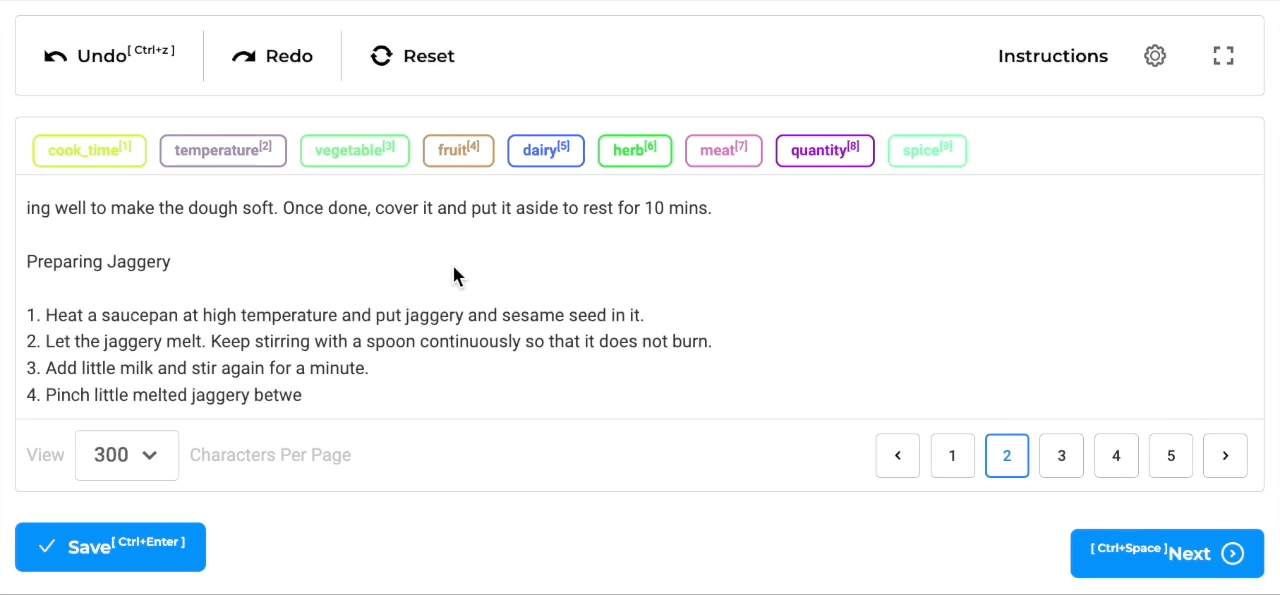 Undo[ Ctrl+z ] Redo Reset Instructions
cook_time[1] temperature[2] vegetable[3] fruit[4] dairy[5] herb[6] meat[7] quantity[8] spice[9]
ing well to make the dough soft. Once done, cover it and put it aside to rest for 10 mins.
Preparing Jaggery
1. Heat a saucepan at high temperature and put jaggery and sesame seed in it.
2. Let the jaggery melt. Keep stirring with a spoon continuously so that it does not burn.
3. Add little milk and stir again for a minute.
4. Pinch little melted jaggery betwe
View 300 Characters Per Page 1 2 3 4 5
Save[ Ctrl+Enter ] [ Ctrl+Space ]Next